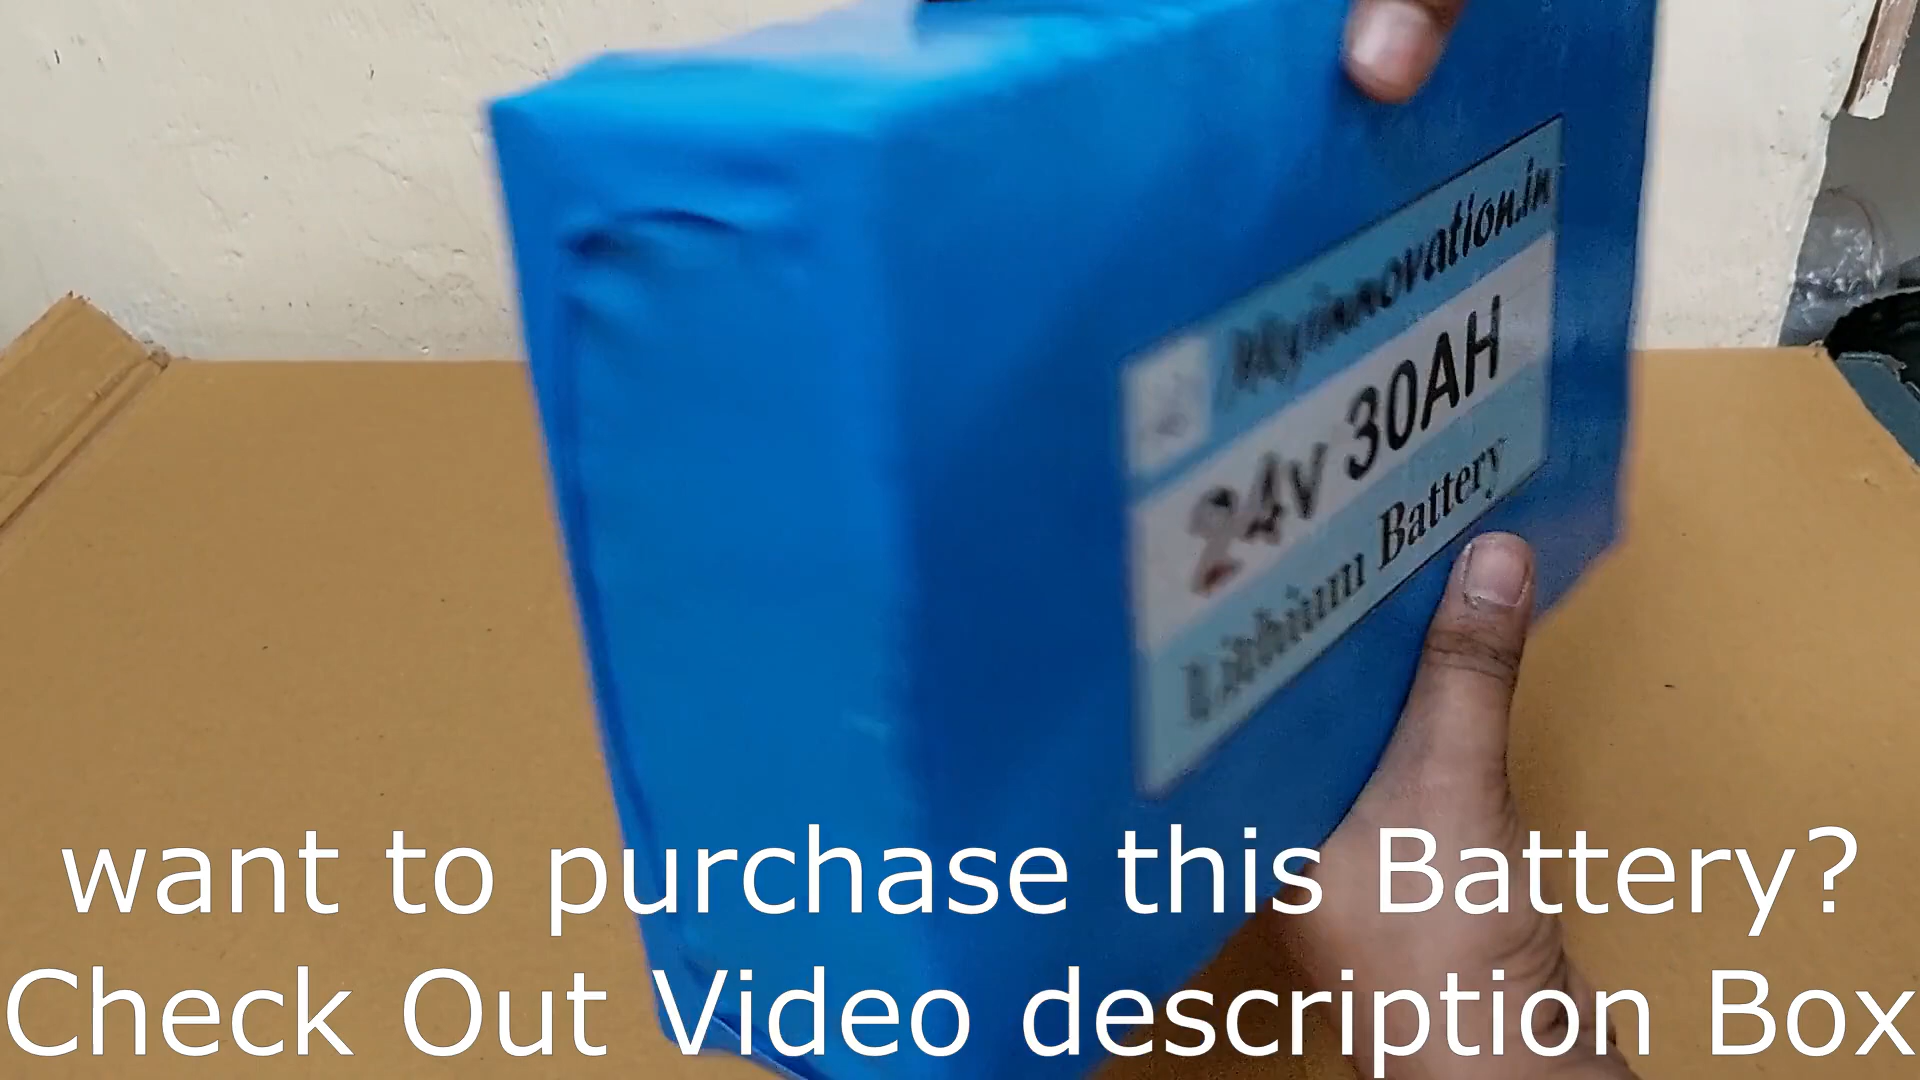 Myinnovation.in
24v 30AH
Lithium Battery
want to purchase this Battery?
Check Out Video description Box